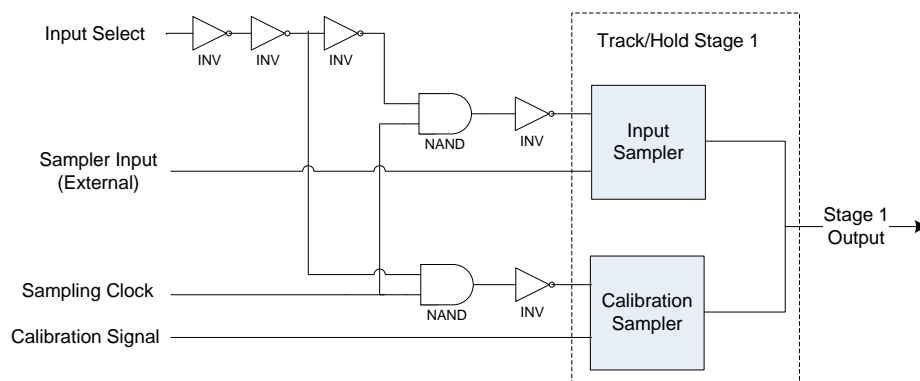 Input Select
INV
INV
INV
Track/Hold Stage 1
NAND
INV
Input
Sampler
Sampler Input
(External)
Stage 1
Output
Sampling Clock
NAND
INV
Calibration
Sampler
Calibration Signal